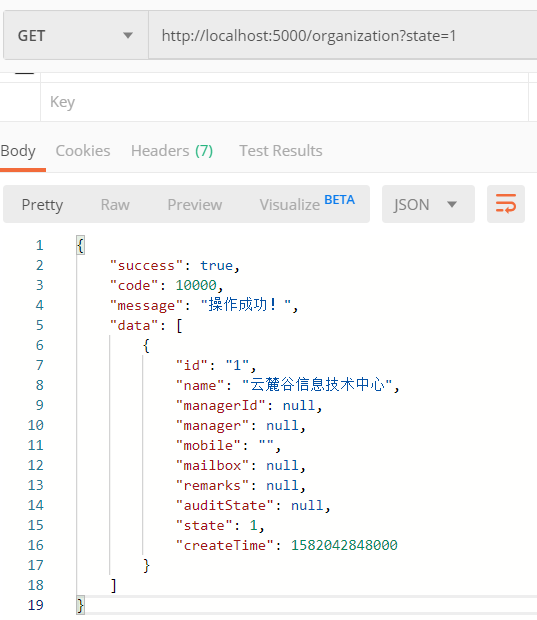 GET http://localhost:5000/organization?state=1
Key
Body Cookies Headers (7) Test Results
Pretty Raw Preview Visualize BETA JSON
1 {
2 "success": true,
3 "code": 10000,
4 "message": "操作成功！",
5 "data": [
6 {
7 "id": "1",
8 "name": "云麓谷信息技术中心",
9 "managerId": null,
10 "manager": null,
11 "mobile": "",
12 "mailbox": null,
13 "remarks": null,
14 "auditState": null,
15 "state": 1,
16 "createTime": 1582042848000
17 }
18 ]
19 }